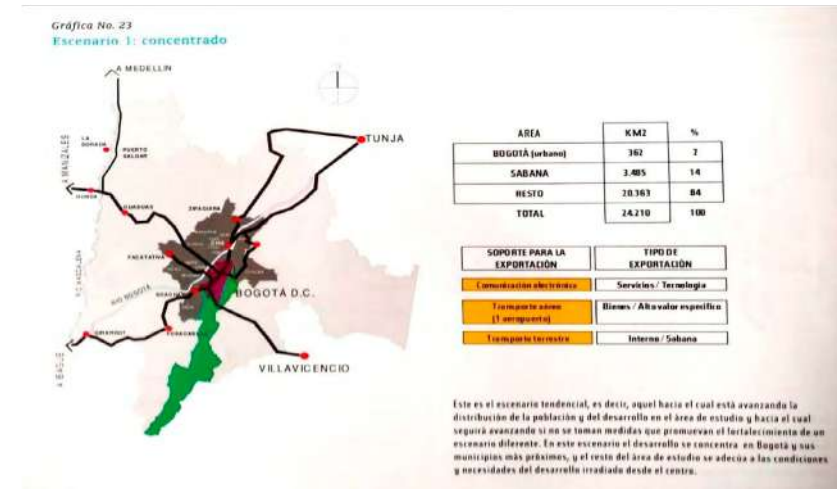 Gráfica No. 23
Escenario 1: concentrado
A MEDELLIN
TUNJA
LA DORADA
PUERTO SALGAR
A MANIZALES
HONDA
GUADUAS
ZIPAQUIRA
FACATATIVA
RIO MAGDALENA
RIO BOGOTÁ
SOACHA
BOGOTÁ D.C.
GIRARDOT
A IBAGUE
VILLAVICENCIO
AREA KM2 %
BOGOTÀ (urbano) 362 2
SABANA 3.485 14
RESTO 20.363 84
TOTAL 24.210 100
SOPORTE PARA LA EXPORTACIÓN
TIPO DE EXPORTACIÓN
Comunicación electrónica Servicios / Tecnología
Transporte aéreo Bienes / Alto valor específico
(1 aeropuerto)
Transporte terrestre Interno / Sabana
Este es el escenario tendencial, es decir, aquel hacia el cual está avanzando la
distribución de la población y del desarrollo en el área de estudio y hacia el cual
seguirá avanzando si no se toman medidas que promuevan el fortalecimiento de un
escenario diferente. En este escenario el desarrollo se concentra en Bogotá y sus
municipios más próximos, y el resto del área de estudio se adecúa a las condiciones
y necesidades del desarrollo irradiado desde el centro.